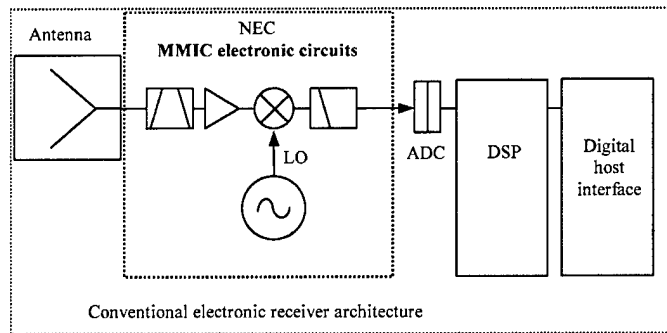 NEC
Antenna
MMIC electronic circuits
LO
ADC
DSP
Digital
host
interface
Conventional electronic receiver architecture